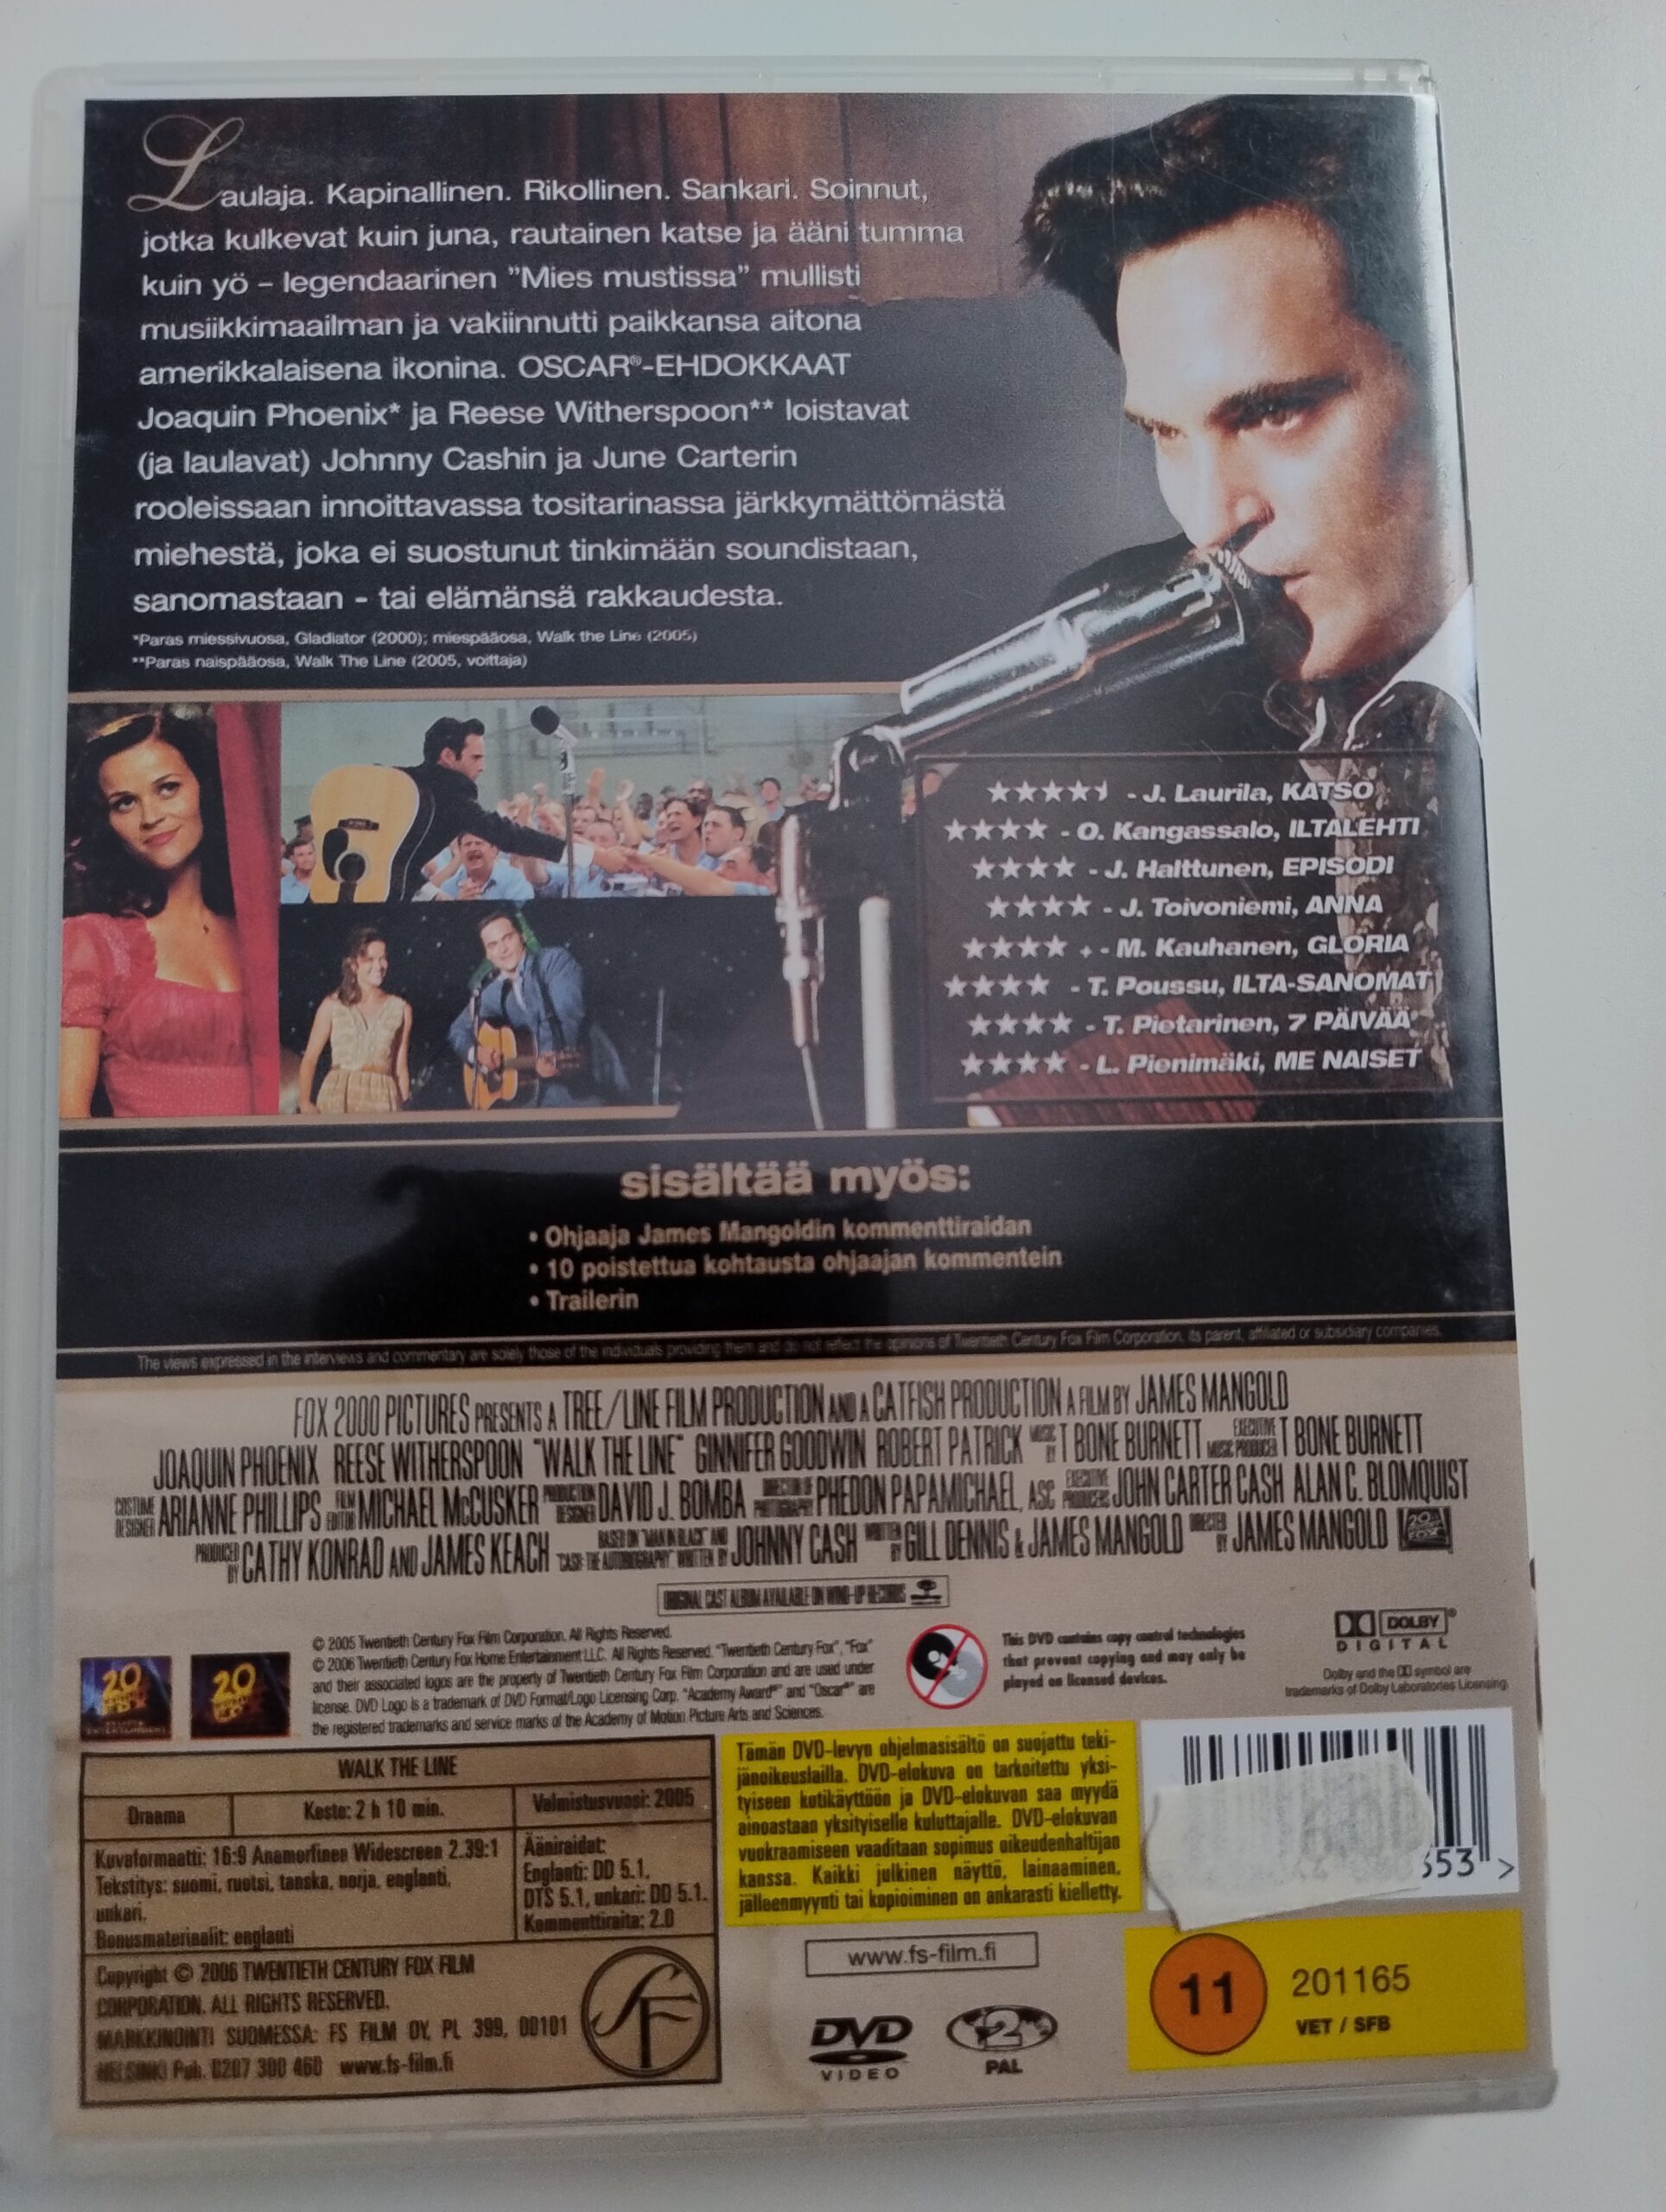 Laulaja. Kapinallinen. Rikollinen. Sankari. Soinnut,
jotka kulkevat kuin juna, rautainen katse ja ääni tumma
kuin yö – legendaarinen ”Mies mustissa” mullisti
musiikkimaailman ja vakiinnutti paikkansa aitona
amerikkalaisena ikonina. OSCAR®-EHDOKKAAT
Joaquin Phoenix* ja Reese Witherspoon** loistavat
(ja laulavat) Johnny Cashin ja June Carterin
rooleissaan innoittavassa tositarinassa järkkymättömästä
miehestä, joka ei suostunut tinkimään soundistaan,
sanomastaan - tai elämänsä rakkaudesta.
*Paras miessivuosa, Gladiator (2000); miespääosa, Walk the Line (2005)
**Paras naispääosa, Walk The Line (2005, voittaja)
- J. Laurila, KATSO
★★★★ - O. Kangassalo, ILTALEHTI
★★★★ - J. Halttunen, EPISODI
★★★★ - J. Toivoniemi, ANNA
★★★★ + - M. Kauhanen, GLORIA
★★★★ - T. Poussu, ILTA-SANOMAT
★★★★ - T. Pietarinen, 7 PÄIVÄÄ
★★★★ - L. Pienimäki, ME NAISET
sisältää myös:
• Ohjaaja James Mangoldin kommenttiraidan
• 10 poistettua kohtausta ohjaajan kommentein
• Trailerin
The views expressed in the interviews and commentary are solely those of the individuals providing them and do not reflect the opinions of Twentieth Century Fox Film Corporation, its parent, affiliated or subsidiary companies.
FOX 2000 PICTURES PRESENTS A TREE/LINE FILM PRODUCTION AND A CATFISH PRODUCTION A FILM BY JAMES MANGOLD
JOAQUIN PHOENIX REESE WITHERSPOON "WALK THE LINE" GINNIFER GOODWIN ROBERT PATRICK MUSIC BY T BONE BURNETT EXECUTIVE MUSIC PRODUCER T BONE BURNETT
COSTUME DESIGNER ARIANNE PHILLIPS FILM EDITOR MICHAEL McCUSKER PRODUCTION DESIGNER DAVID J. BOMBA DIRECTOR OF PHOTOGRAPHY PHEDON PAPAMICHAEL, ASC EXECUTIVE PRODUCERS JOHN CARTER CASH ALAN C. BLOMQUIST
PRODUCED BY CATHY KONRAD AND JAMES KEACH BASED ON "MAN IN BLACK" AND "CASH: THE AUTOBIOGRAPHY" WRITTEN BY JOHNNY CASH WRITTEN BY GILL DENNIS & JAMES MANGOLD DIRECTED BY JAMES MANGOLD
ORIGINAL CAST ALBUM AVAILABLE ON WIND-UP RECORDS
© 2005 Twentieth Century Fox Film Corporation. All Rights Reserved.
© 2006 Twentieth Century Fox Home Entertainment LLC. All Rights Reserved. "Twentieth Century Fox", "Fox"
and their associated logos are the property of Twentieth Century Fox Film Corporation and are used under
license. DVD Logo is a trademark of DVD Format/Logo Licensing Corp. "Academy Award®" and "Oscar®" are
the registered trademarks and service marks of the Academy of Motion Picture Arts and Sciences.
This DVD contains copy control technologies
that prevent copying and may only be
played on licensed devices.
DOLBY®
DIGITAL
Dolby and the DD symbol are
trademarks of Dolby Laboratories Licensing
WALK THE LINE
Draama
Kesto: 2 h 10 min.
Valmistusvuosi: 2005
Kuvaformaatti: 16:9 Anamorfinen Widescreen 2.39:1
Tekstitys: suomi, ruotsi, tanska, norja, englanti,
unkari.
Bonusmateriaalit: englanti
Ääniraidat:
Englanti: DD 5.1,
DTS 5.1, unkari: DD 5.1.
Kommenttiraita: 2.0
Copyright © 2006 TWENTIETH CENTURY FOX FILM
CORPORATION. ALL RIGHTS RESERVED.
MARKKINOINTI SUOMESSA: FS FILM OY, PL 399, 00101
HELSINKI Puh. 0207 300 460 www.fs-film.fi
SF
Tämän DVD-levyn ohjelmasisältö on suojattu teki-
jänoikeuslailla. DVD-elokuva on tarkoitettu yksi-
tyiseen kotikäyttöön ja DVD-elokuvan saa myydä
ainoastaan yksityiselle kuluttajalle. DVD-elokuvan
vuokraamiseen vaaditaan sopimus oikeudenhaltijan
kanssa. Kaikki julkinen näyttö, lainaaminen,
jälleenmyynti tai kopioiminen on ankarasti kielletty.
553 >
www.fs-film.fi
DVD
VIDEO
2
PAL
11
201165
VET / SFB